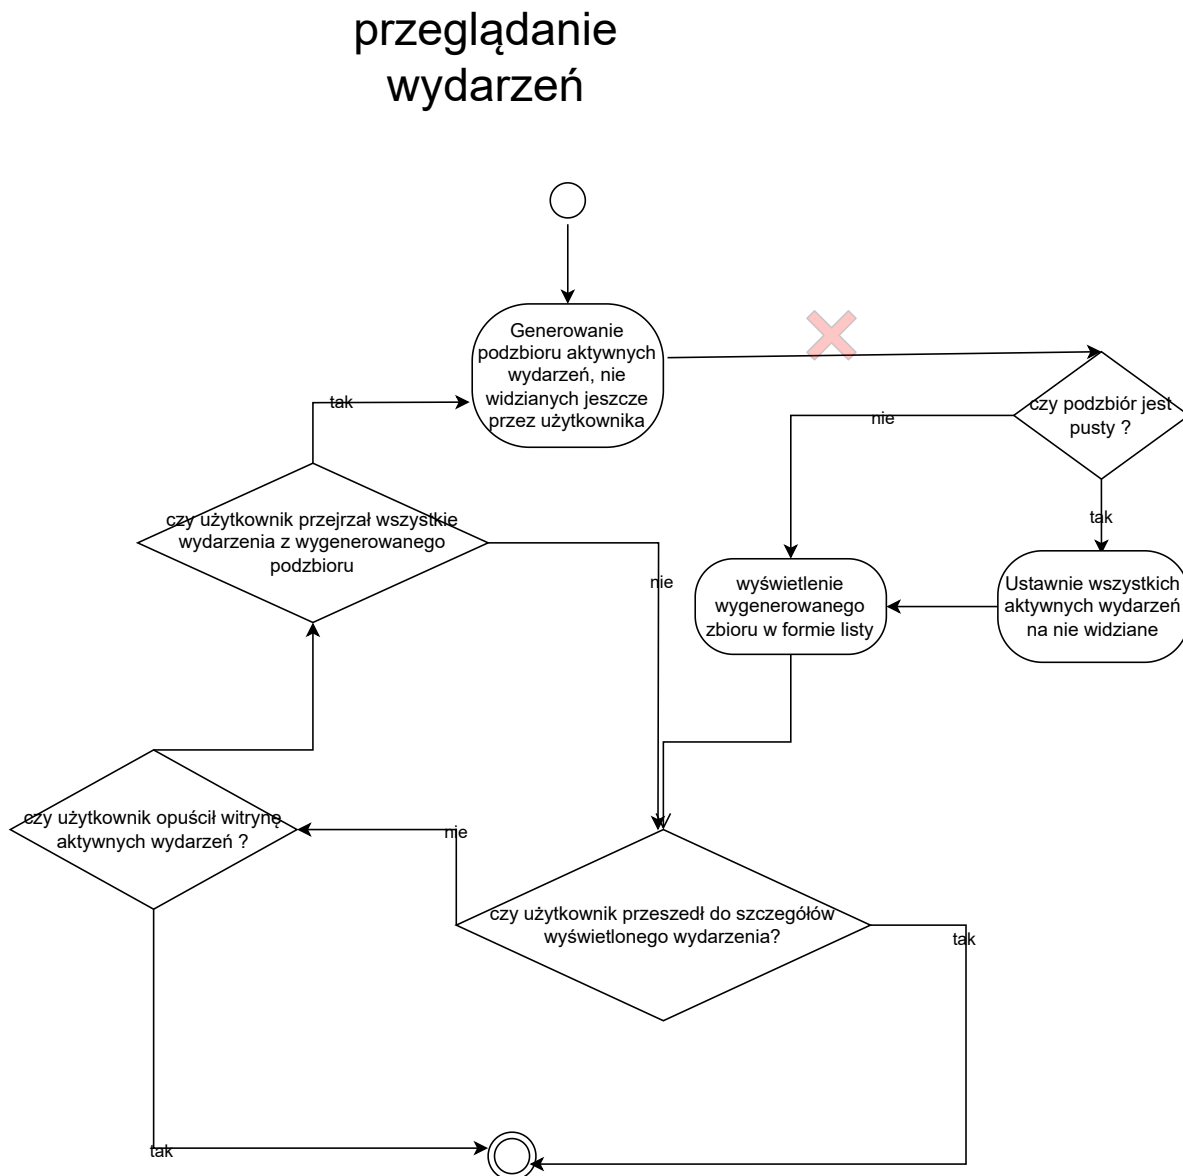 przeglądanie
wydarzeń
Generowanie
podzbioru aktywnych
wydarzeń, nie
widzianych jeszcze
przez użytkownika
tak
czy podzbiór jest
pusty ?
nie
tak
czy użytkownik przejrzał wszystkie
wydarzenia z wygenerowanego
podzbioru
nie
wyświetlenie
wygenerowanego
zbioru w formie listy
Ustawnie wszystkich
aktywnych wydarzeń
na nie widziane
czy użytkownik opuścił witrynę
aktywnych wydarzeń ?
nie
czy użytkownik przeszedł do szczegółów
wyświetlonego wydarzenia?
tak
tak